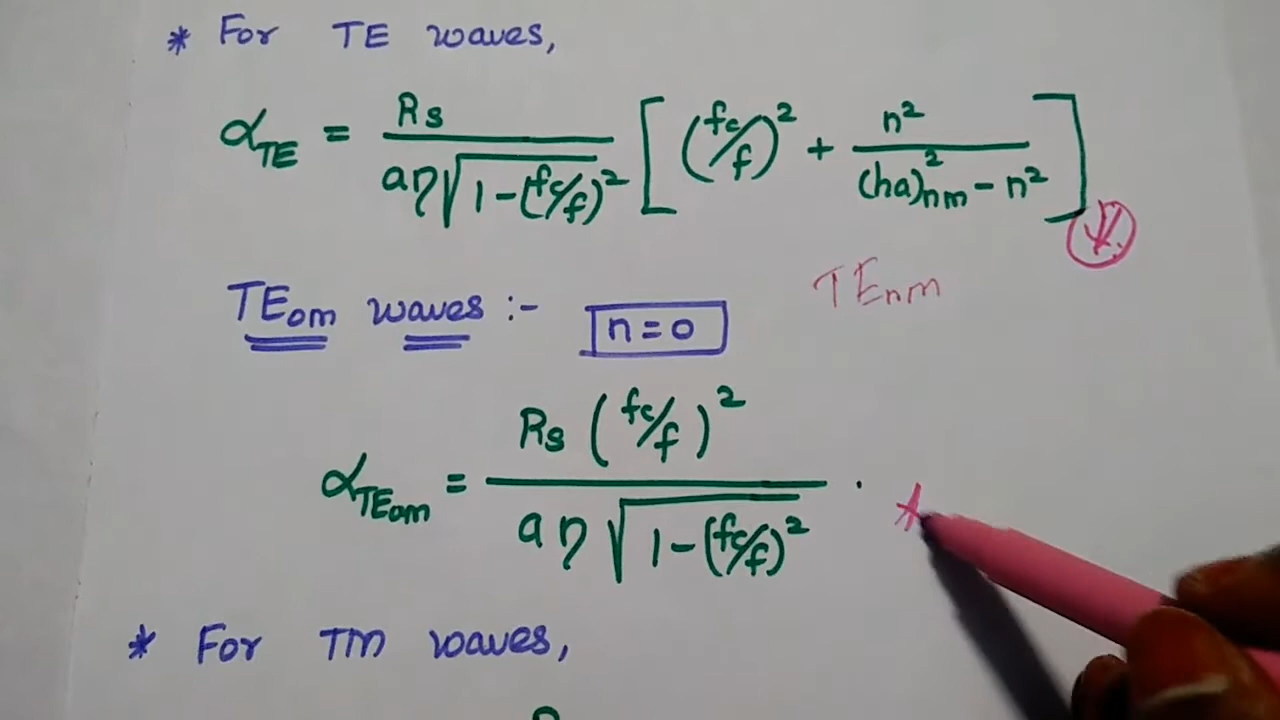 * For TE waves,
α_TE = Rs / aη√1-(fc/f)² [ (fc/f)² + n² / (ha)²nm - n² ]
TEnm
TEom waves :- n=0
α_TEom = Rs (fc/f)² / aη√1-(fc/f)² .
* For TM waves,